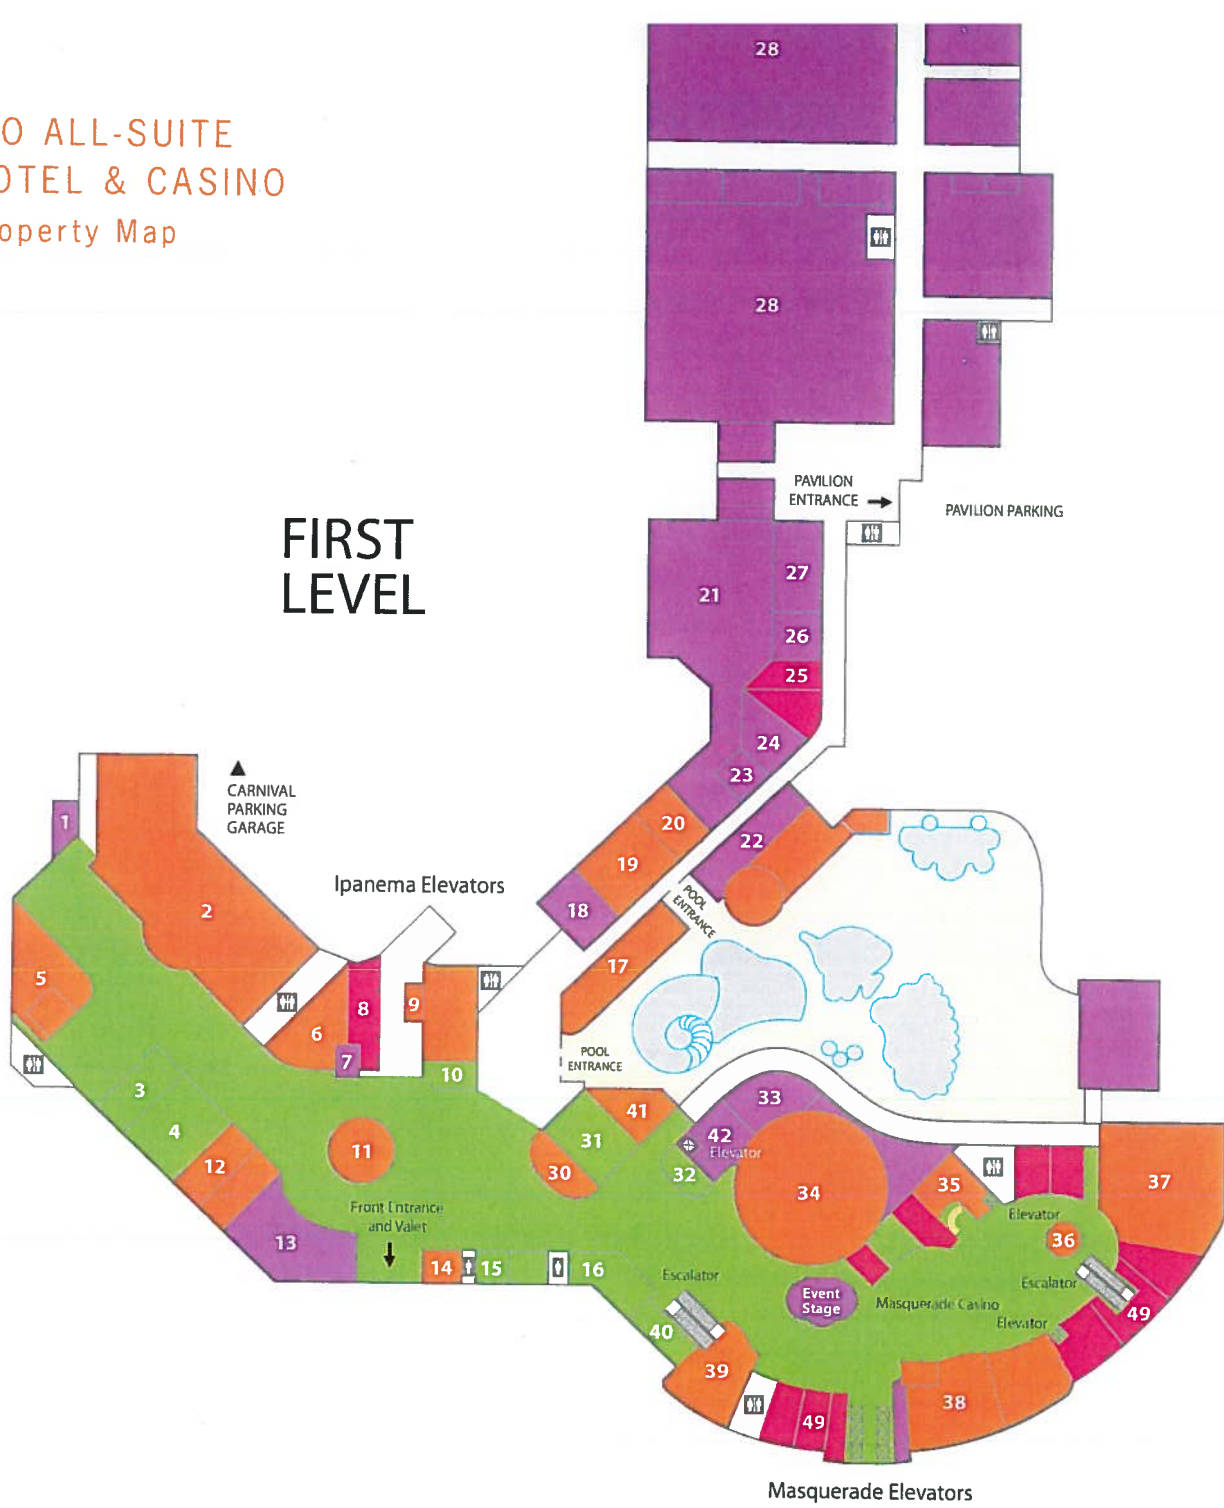 O ALL-SUITE
OTEL & CASINO
operty Map
28
28
PAVILION
ENTRANCE
PAVILION PARKING
FIRST
LEVEL
27
21
26
25
24
23
CARNIVAL
PARKING
GARAGE
1
20
22
19
Ipanema Elevators
18
2
POOL
ENTRANCE
17
5
9
8
6
7
10
POOL
ENTRANCE
3
33
41
4
31
42
Elevator
11
12
30
32
34
35
37
Front Entrance
and Valet
Elevator
36
13
14
15
16
Escalator
Escalator
Event
Stage
Masquerade Casino
49
Elevator
40
39
38
49
Masquerade Elevators